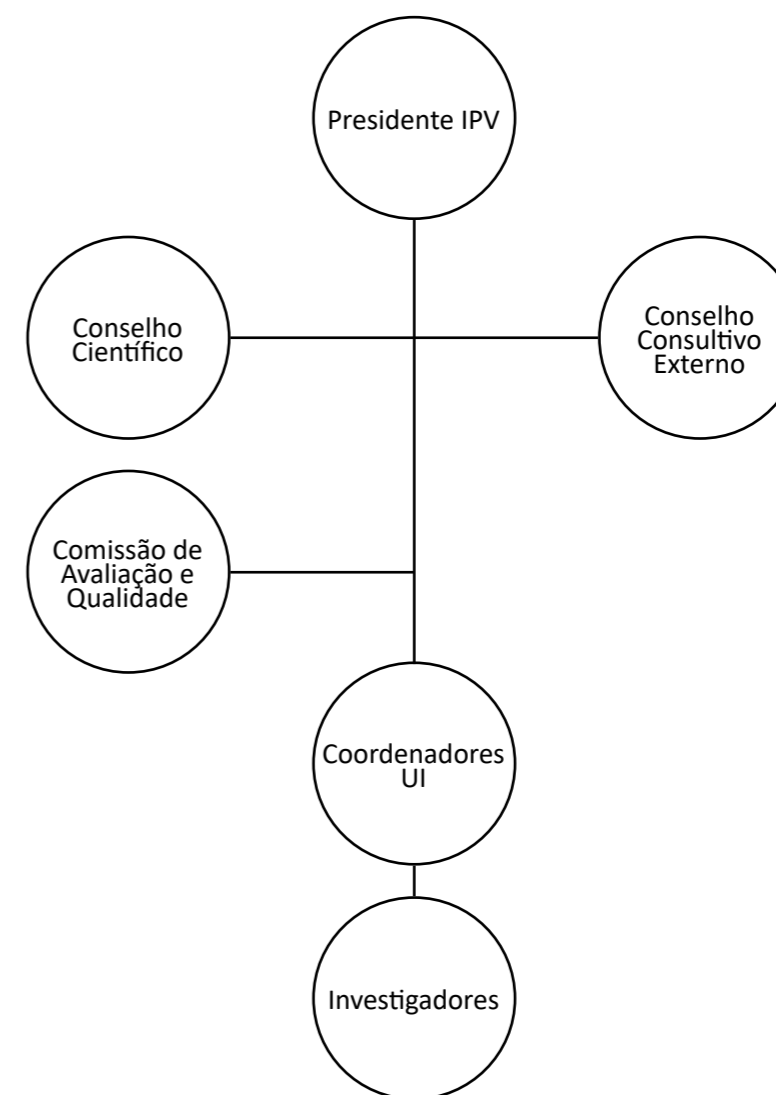 Presidente IPV
Conselho
Científico
Conselho
Consultivo
Externo
Comissão de
Avaliação e
Qualidade
Coordenadores
UI
Investigadores